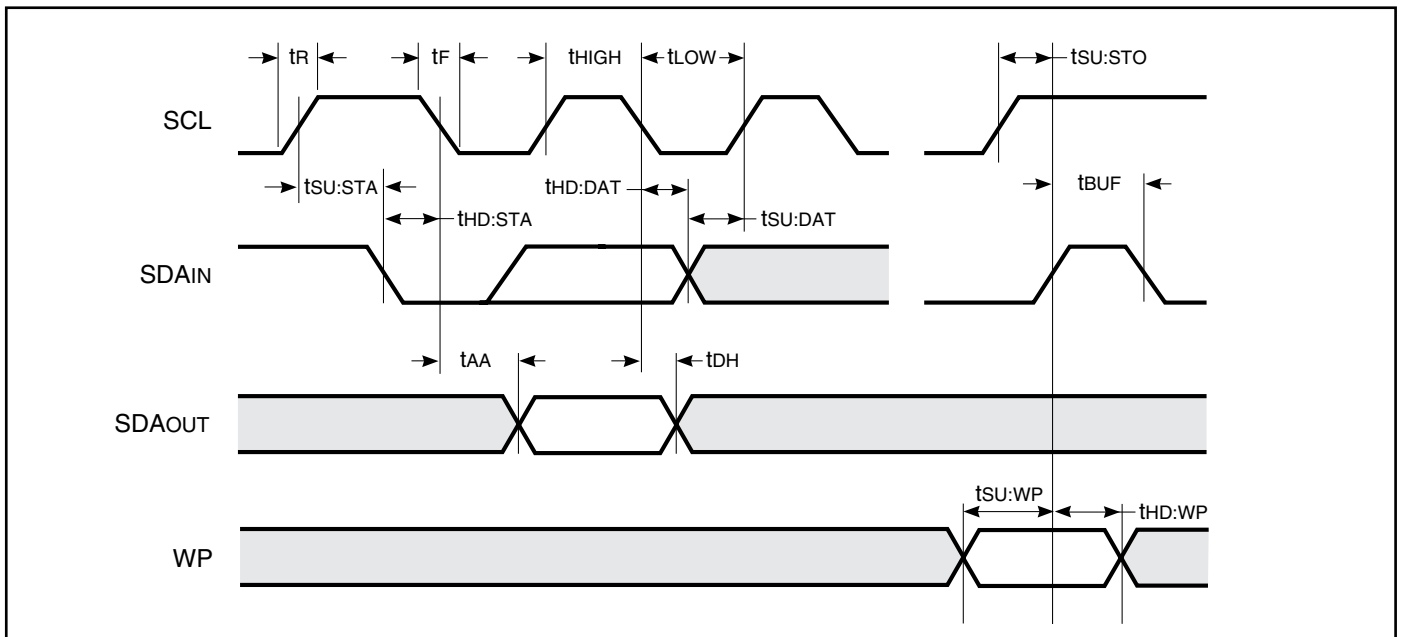 tR
tF
tHIGH
tLOW
tSU:STO
SCL
tSU:STA
tHD:STA
tHD:DAT
tSU:DAT
tBUF
SDAIN
tAA
tDH
SDAOUT
tSU:WP
tHD:WP
WP